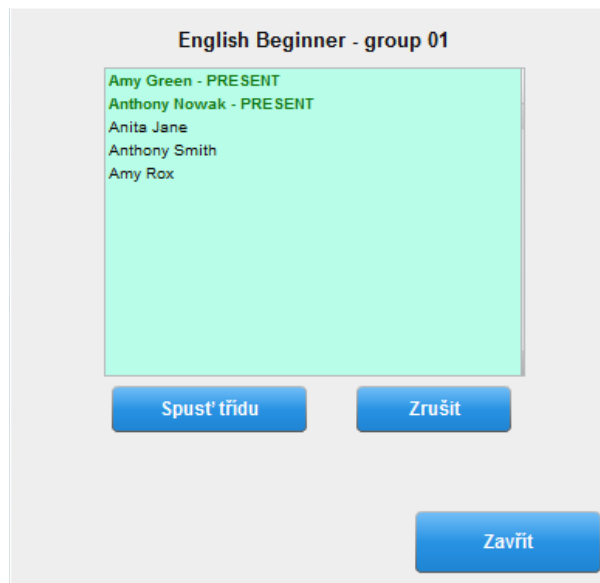 English Beginner - group 01
Amy Green - PRESENT
Anthony Nowak - PRESENT
Anita Jane
Anthony Smith
Amy Rox
Spusť třídu
Zrušit
Zavřít